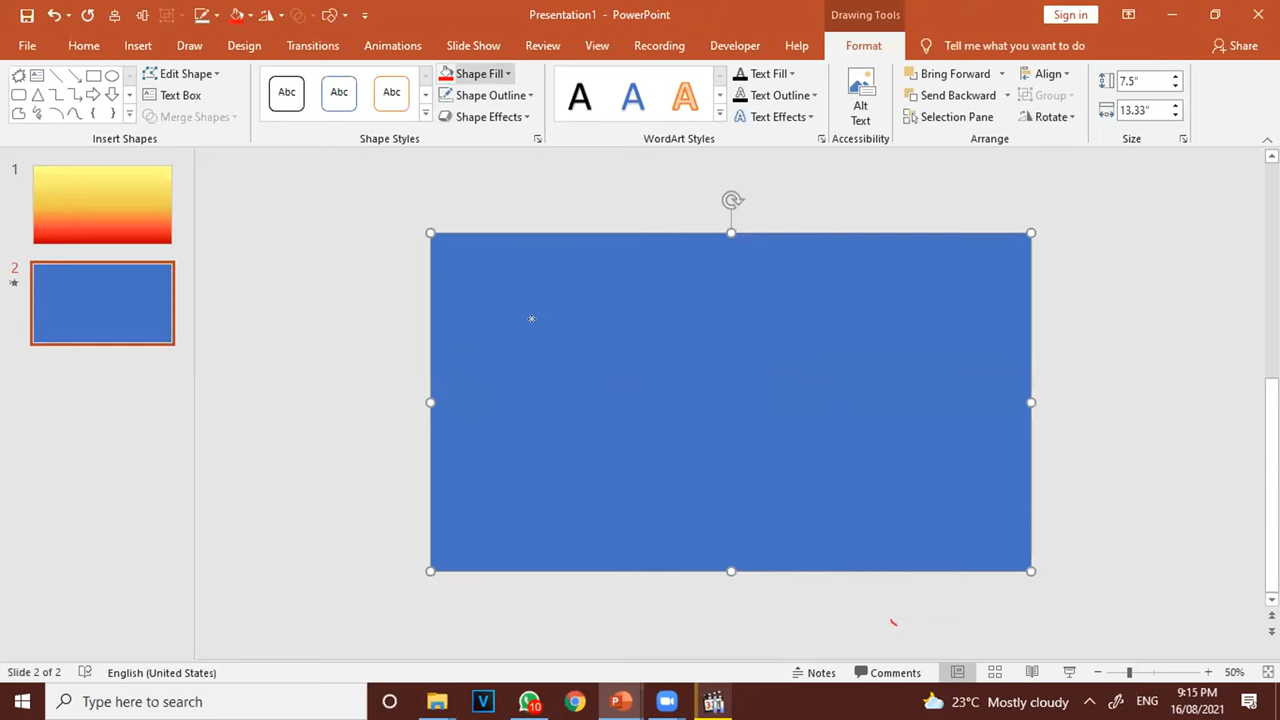 Presentation1 - PowerPoint
Drawing Tools
Sign in
File Home Insert Draw Design Transitions Animations Slide Show Review View Recording Developer Help Format Tell me what you want to do Share
Edit Shape
Text Box
Merge Shapes
Insert Shapes
Abc Abc Abc
Shape Fill
Shape Outline
Shape Effects
Shape Styles
A A A
Text Fill
Text Outline
Text Effects
WordArt Styles
Alt Text
Accessibility
Bring Forward
Send Backward
Selection Pane
Align
Group
Rotate
Arrange
7.5"
13.33"
Size
1
2
Slide 2 of 2 English (United States) Notes Comments 50%
Type here to search
10
23°C Mostly cloudy
ENG
9:15 PM
16/08/2021